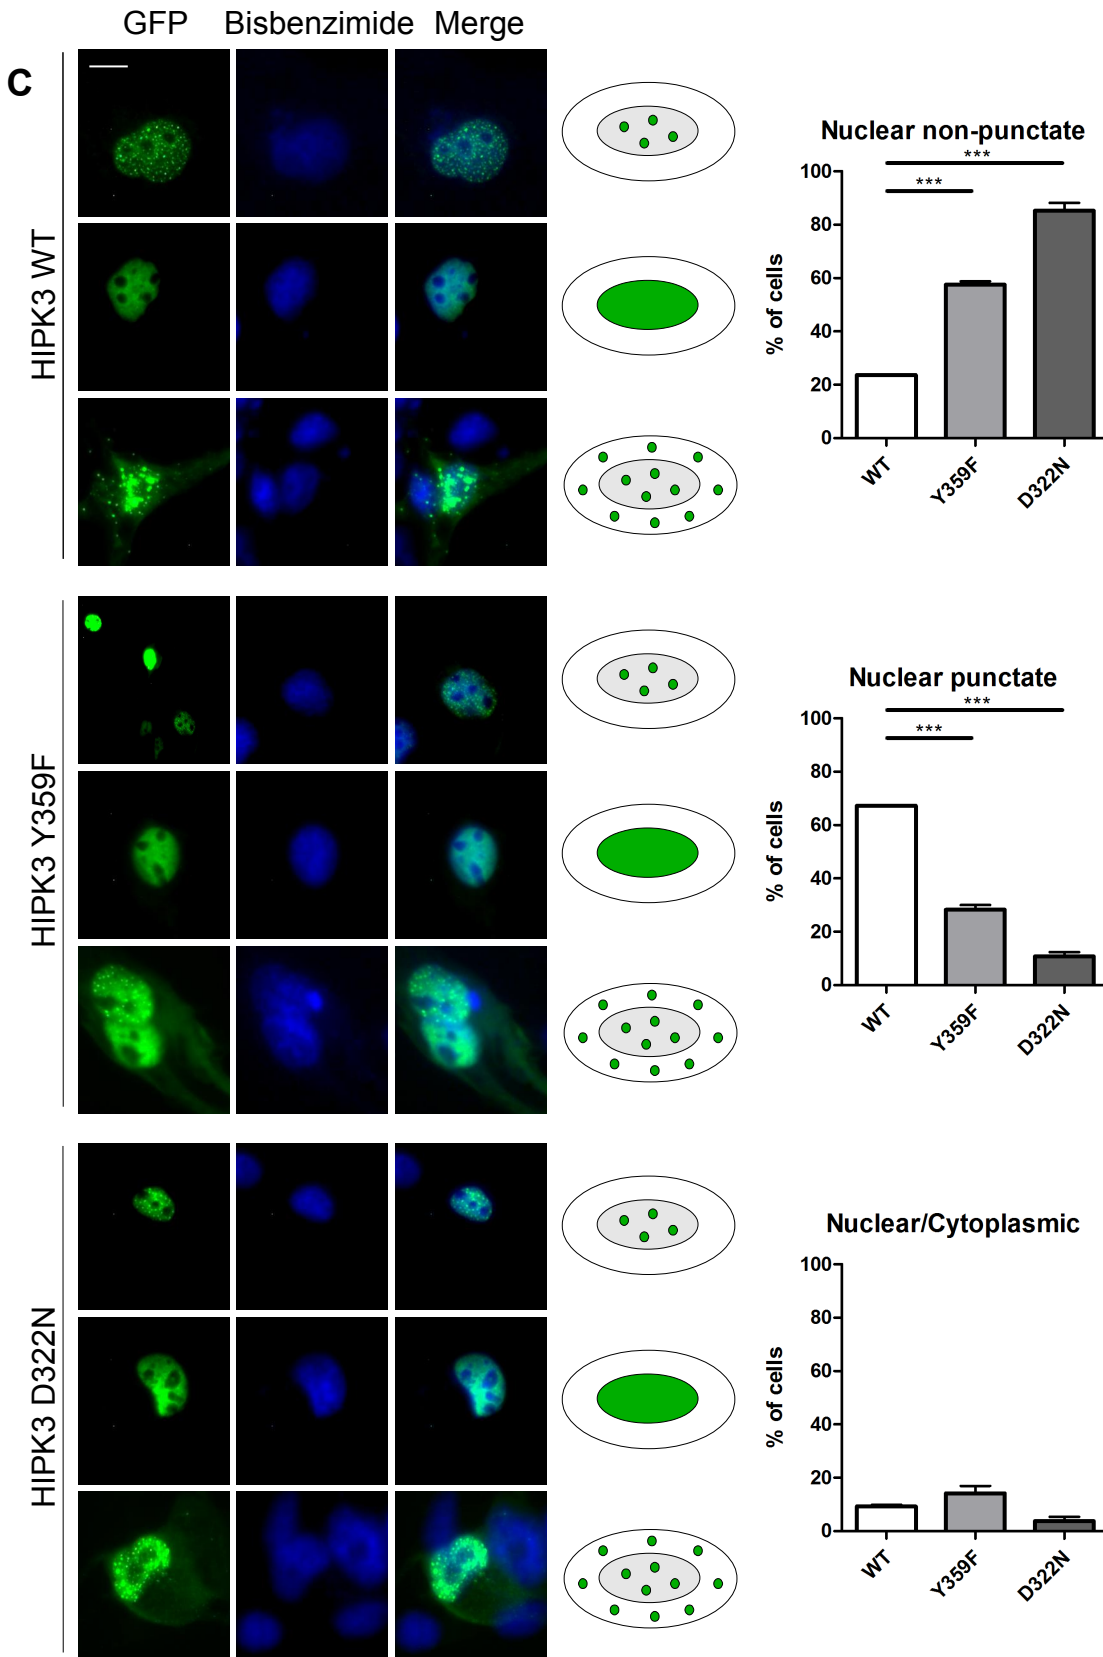 GFP Bisbenzimide Merge
C
HIPK3 WT
Nuclear non-punctate
***
***
100
80
60
40
20
0
% of cells
WT
Y359F
D322N
HIPK3 Y359F
Nuclear punctate
***
***
100
80
60
40
20
0
% of cells
WT
Y359F
D322N
HIPK3 D322N
Nuclear/Cytoplasmic
100
80
60
40
20
0
% of cells
WT
Y359F
D322N